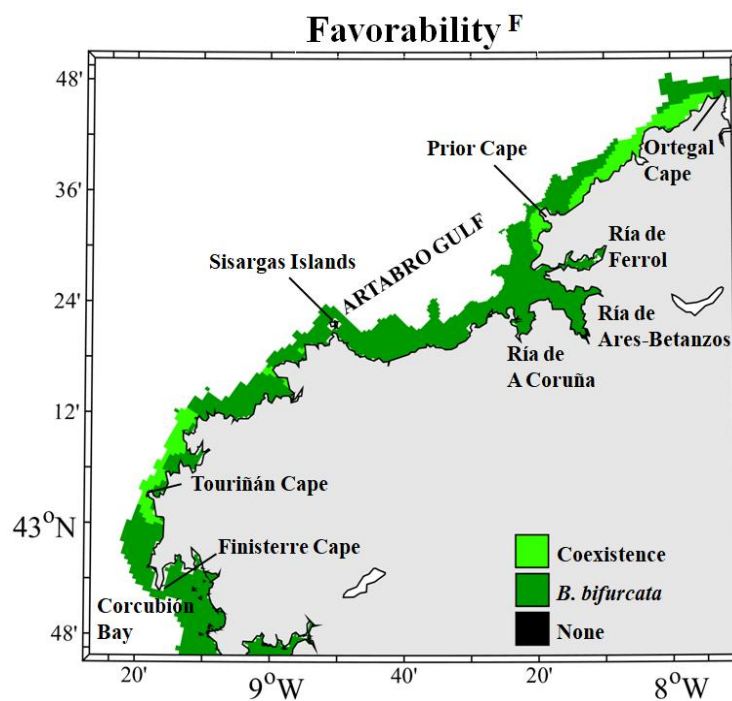 Favorability F
48'
Ortegal
Cape
Prior Cape
36'
Ría de
Ferrol
ARTABRO GULF
Sisargas Islands
24'
Ría de
Ares-Betanzos
Ría de
A Coruña
12'
Touriñán Cape
43°N
Finisterre Cape
Coexistence
B. bifurcata
Corcubión
Bay
None
48'
20'
9°W
40'
20'
8°W